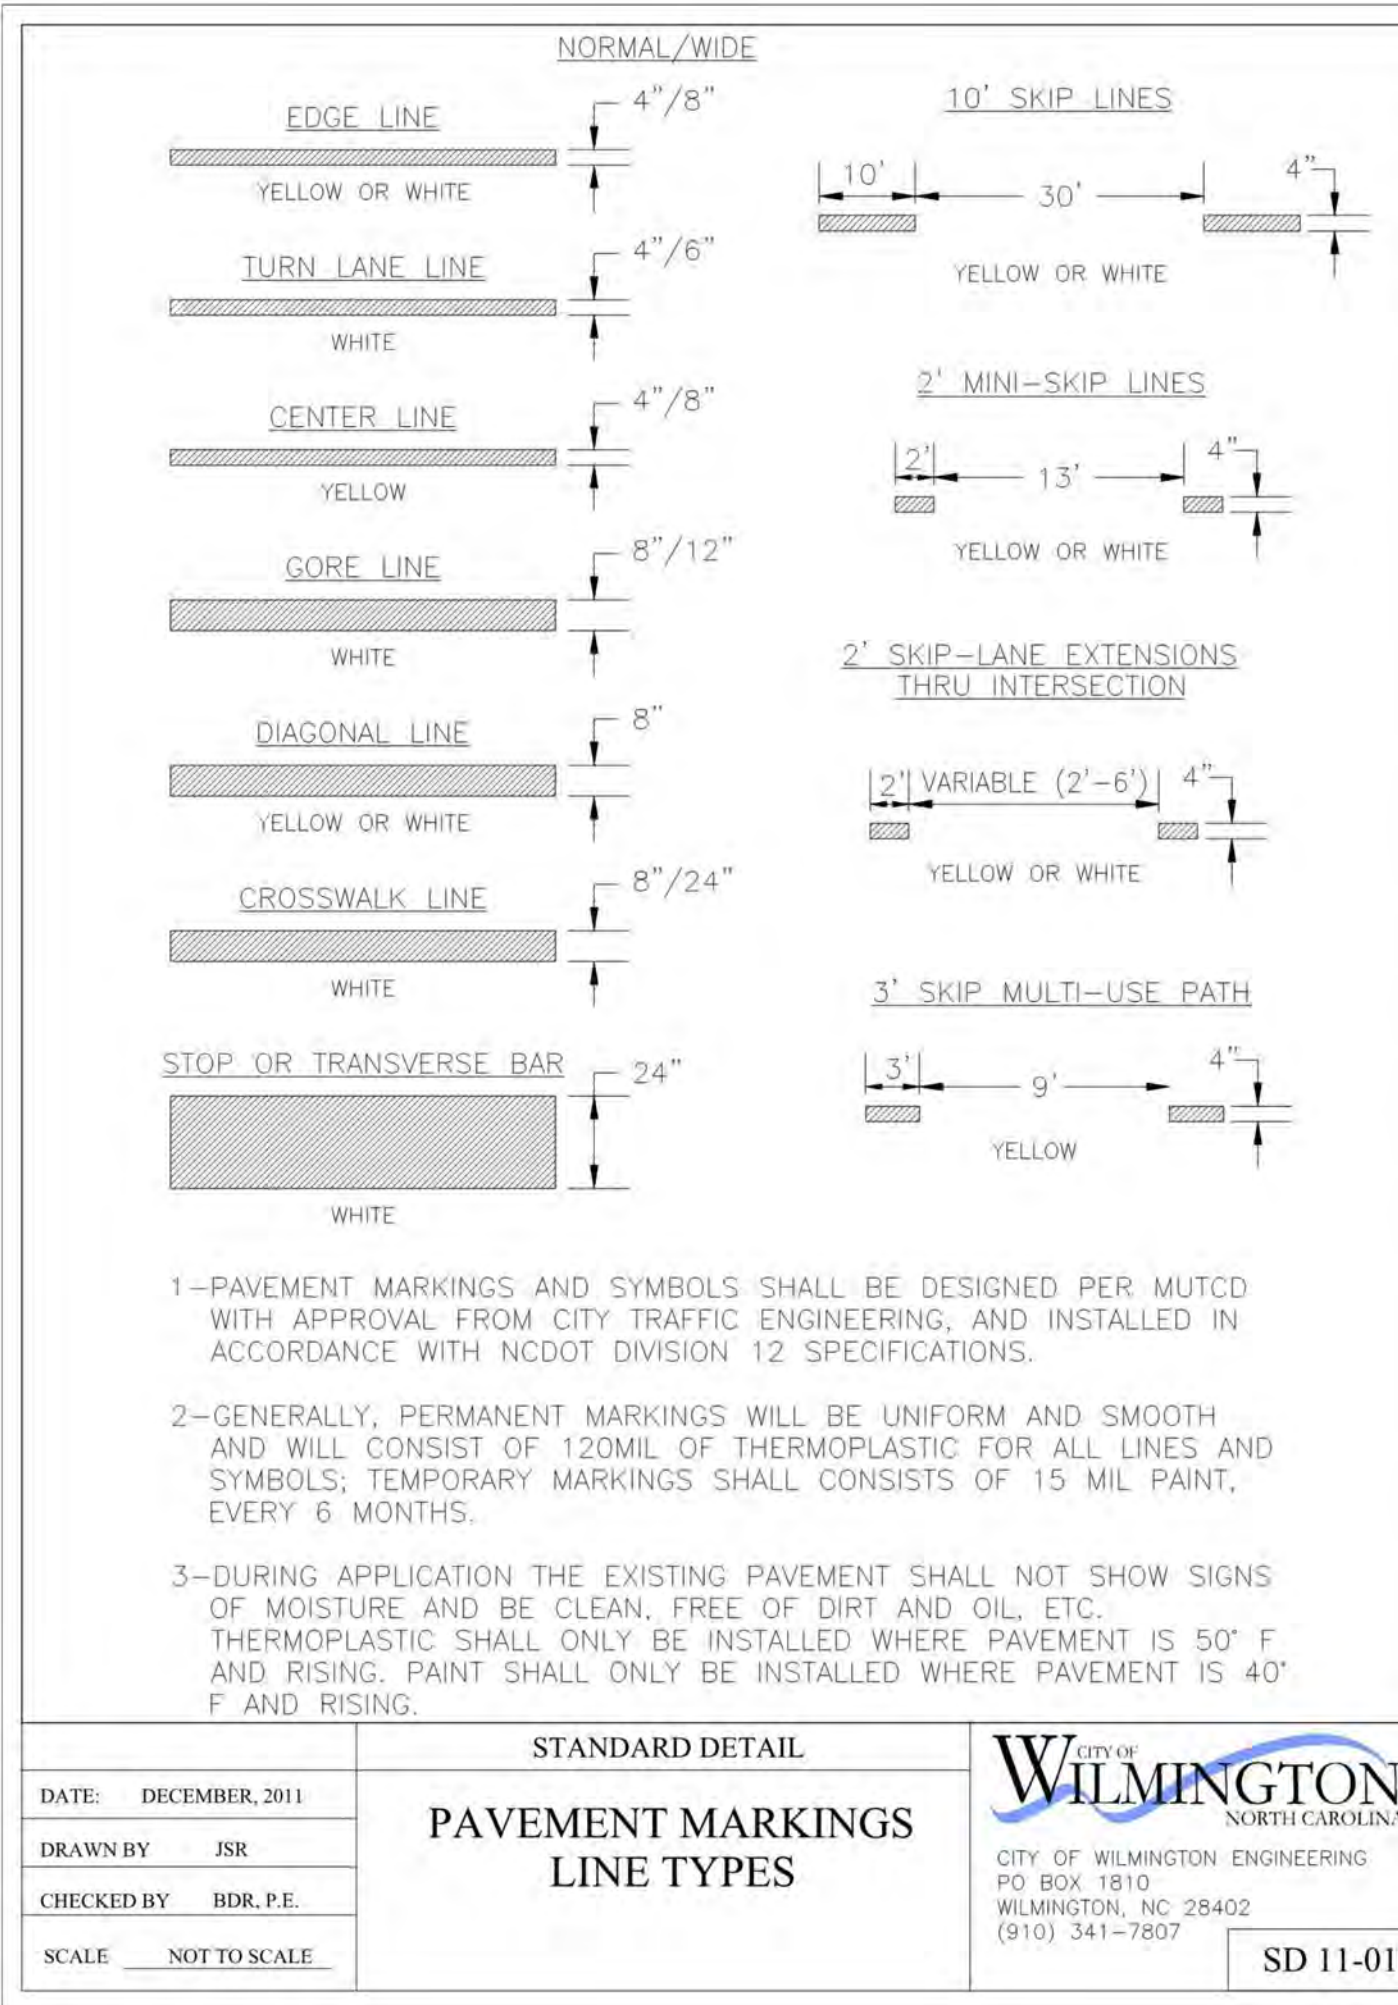 NORMAL/WIDE
EDGE LINE
4"/8"
YELLOW OR WHITE
TURN LANE LINE
4"/6"
WHITE
CENTER LINE
4"/8"
YELLOW
GORE LINE
8"/12"
WHITE
DIAGONAL LINE
8"
YELLOW OR WHITE
CROSSWALK LINE
8"/24"
WHITE
STOP OR TRANSVERSE BAR
24"
WHITE
10' SKIP LINES
10'
30'
4"
YELLOW OR WHITE
2' MINI-SKIP LINES
2'
13'
4"
YELLOW OR WHITE
2' SKIP-LANE EXTENSIONS
THRU INTERSECTION
2'
VARIABLE (2'-6')
4"
YELLOW OR WHITE
3' SKIP MULTI-USE PATH
3'
9'
4"
YELLOW
1-PAVEMENT MARKINGS AND SYMBOLS SHALL BE DESIGNED PER MUTCD
WITH APPROVAL FROM CITY TRAFFIC ENGINEERING, AND INSTALLED IN
ACCORDANCE WITH NCDOT DIVISION 12 SPECIFICATIONS.
2-GENERALLY, PERMANENT MARKINGS WILL BE UNIFORM AND SMOOTH
AND WILL CONSIST OF 120MIL OF THERMOPLASTIC FOR ALL LINES AND
SYMBOLS; TEMPORARY MARKINGS SHALL CONSISTS OF 15 MIL PAINT,
EVERY 6 MONTHS.
3-DURING APPLICATION THE EXISTING PAVEMENT SHALL NOT SHOW SIGNS
OF MOISTURE AND BE CLEAN, FREE OF DIRT AND OIL, ETC.
THERMOPLASTIC SHALL ONLY BE INSTALLED WHERE PAVEMENT IS 50° F
AND RISING. PAINT SHALL ONLY BE INSTALLED WHERE PAVEMENT IS 40°
F AND RISING.
DATE: DECEMBER, 2011
DRAWN BY JSR
CHECKED BY BDR, P.E.
SCALE NOT TO SCALE
STANDARD DETAIL
PAVEMENT MARKINGS
LINE TYPES
CITY OF
WILMINGTON
NORTH CAROLINA
CITY OF WILMINGTON ENGINEERING
PO BOX 1810
WILMINGTON, NC 28402
(910) 341-7807
SD 11-01